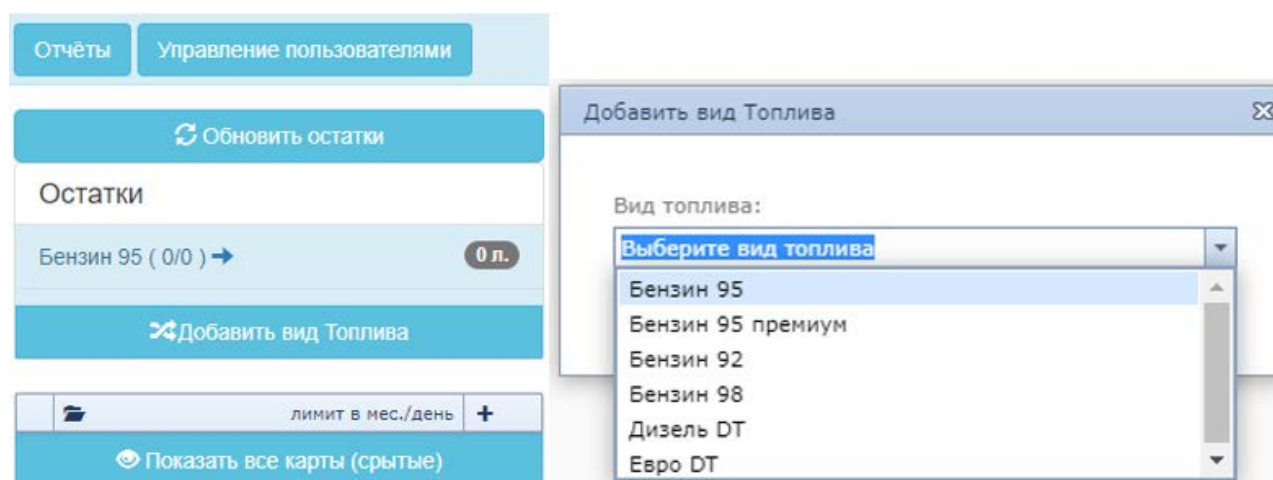 Отчёты
Управление пользователями
Обновить остатки
Остатки
Бензин 95 ( 0/0 )
0 л.
Добавить вид Топлива
лимит в мес./день
+
Показать все карты (срытые)
Добавить вид Топлива
Вид топлива:
Выберите вид топлива
Бензин 95
Бензин 95 премиум
Бензин 92
Бензин 98
Дизель DT
Евро DT